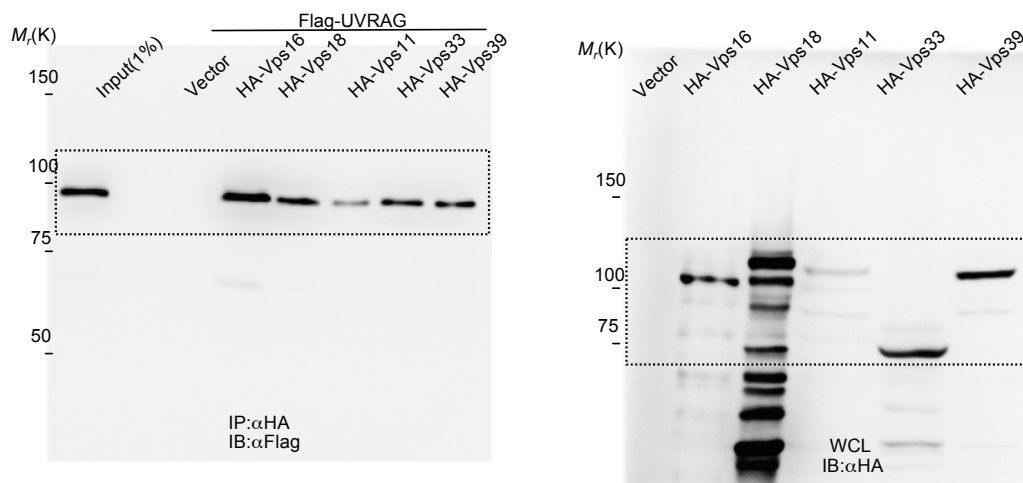 Flag-UVRAG
Mr(K)
Input(1%)
Vector
HA-Vps16
HA-Vps18
HA-Vps11
HA-Vps33
HA-Vps39
150
100
75
50
IP:αHA
IB:αFlag
Mr(K)
Vector
HA-Vps16
HA-Vps18
HA-Vps11
HA-Vps33
HA-Vps39
150
100
75
WCL
IB:αHA